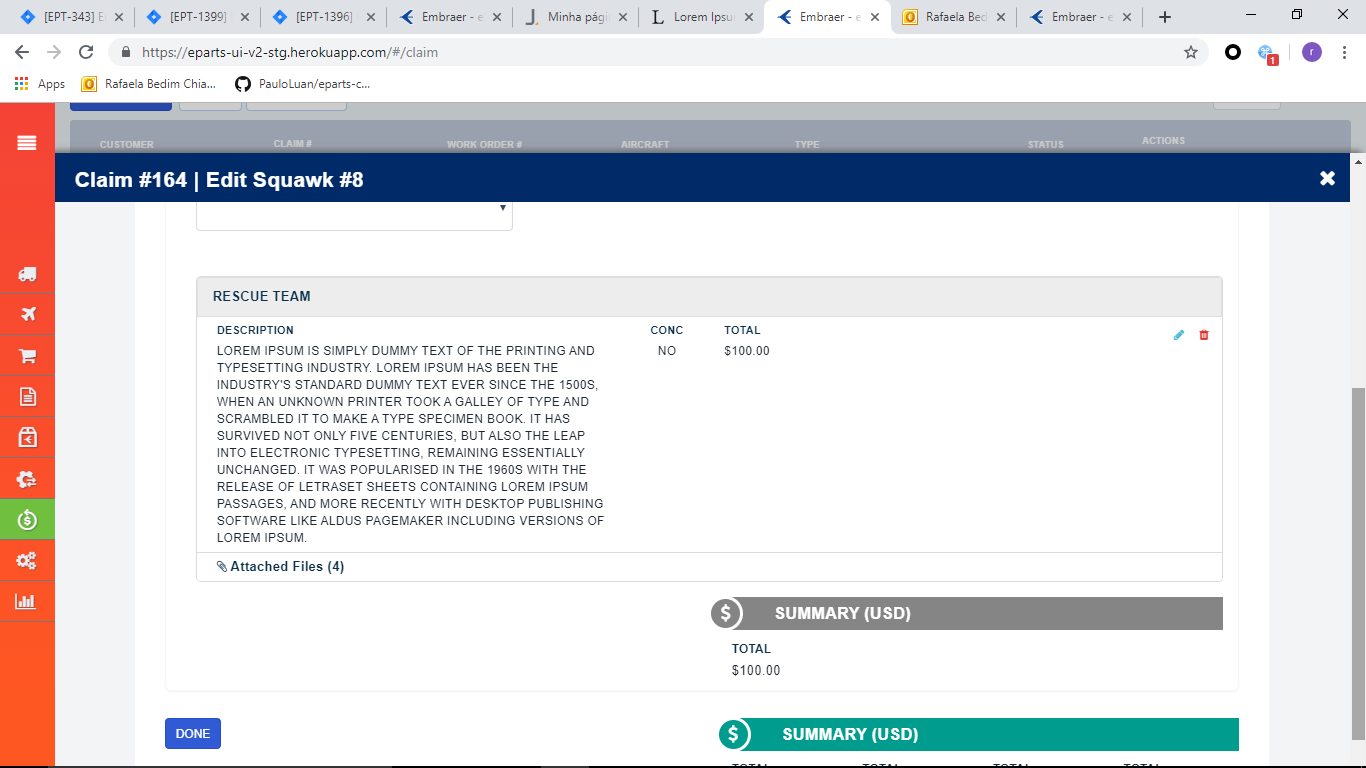 [EPT-343] E
[EPT-1399]
[EPT-1396]
Embraer - e
Minha pági
Lorem Ipsu
Embraer - e
Rafaela Bed
Embraer - e
https://eparts-ui-v2-stg.herokuapp.com/#/claim
1
r
Apps
Rafaela Bedim Chia...
PauloLuan/eparts-c...
CUSTOMER CLAIM # WORK ORDER # AIRCRAFT TYPE STATUS ACTIONS
Claim #164 | Edit Squawk #8
RESCUE TEAM
DESCRIPTION CONC TOTAL
NO $100.00
LOREM IPSUM IS SIMPLY DUMMY TEXT OF THE PRINTING AND
TYPESETTING INDUSTRY. LOREM IPSUM HAS BEEN THE
INDUSTRY'S STANDARD DUMMY TEXT EVER SINCE THE 1500S,
WHEN AN UNKNOWN PRINTER TOOK A GALLEY OF TYPE AND
SCRAMBLED IT TO MAKE A TYPE SPECIMEN BOOK. IT HAS
SURVIVED NOT ONLY FIVE CENTURIES, BUT ALSO THE LEAP
INTO ELECTRONIC TYPESETTING, REMAINING ESSENTIALLY
UNCHANGED. IT WAS POPULARISED IN THE 1960S WITH THE
RELEASE OF LETRASET SHEETS CONTAINING LOREM IPSUM
PASSAGES, AND MORE RECENTLY WITH DESKTOP PUBLISHING
SOFTWARE LIKE ALDUS PAGEMAKER INCLUDING VERSIONS OF
LOREM IPSUM.
Attached Files (4)
$ SUMMARY (USD)
TOTAL
$100.00
DONE
$ SUMMARY (USD)
TOTAL TOTAL TOTAL TOTAL